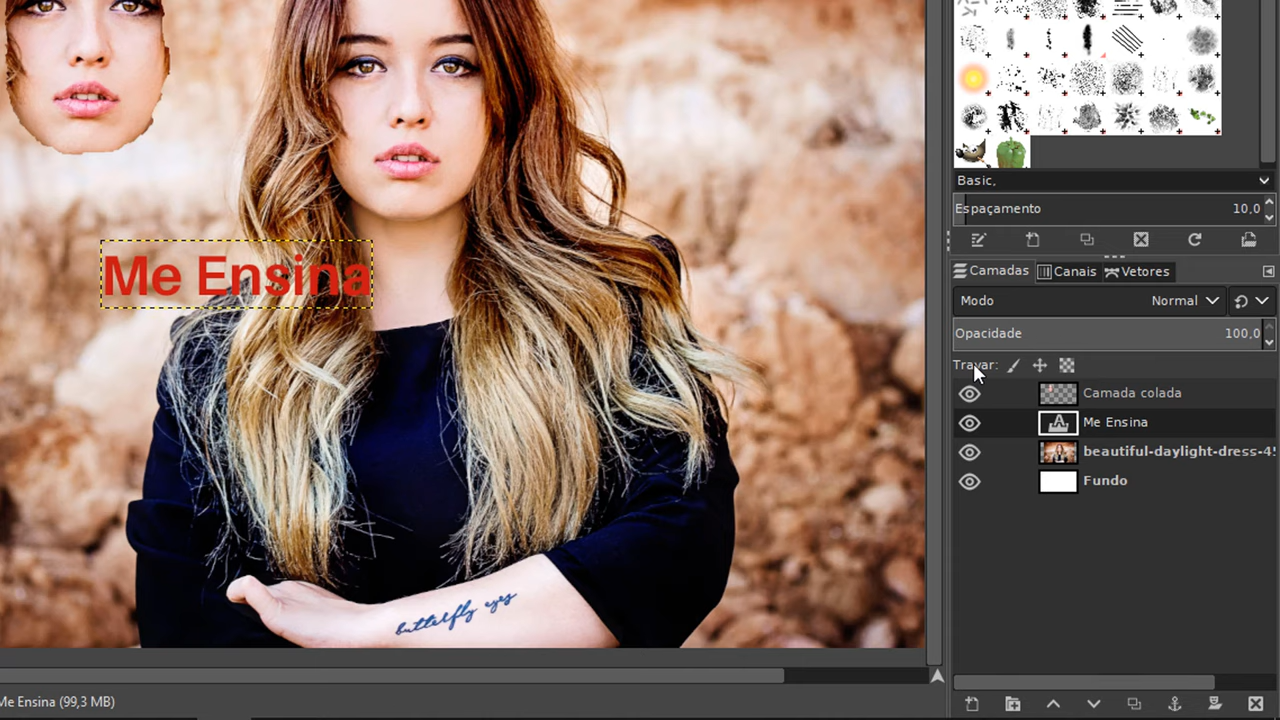 Me Ensina
butterfly eyes
Basic,
Espaçamento 10,0
Camadas Canais Vetores
Modo Normal
Opacidade 100,0
Travar:
Camada colada
Me Ensina
beautiful-daylight-dress-4
Fundo
Me Ensina (99,3 MB)